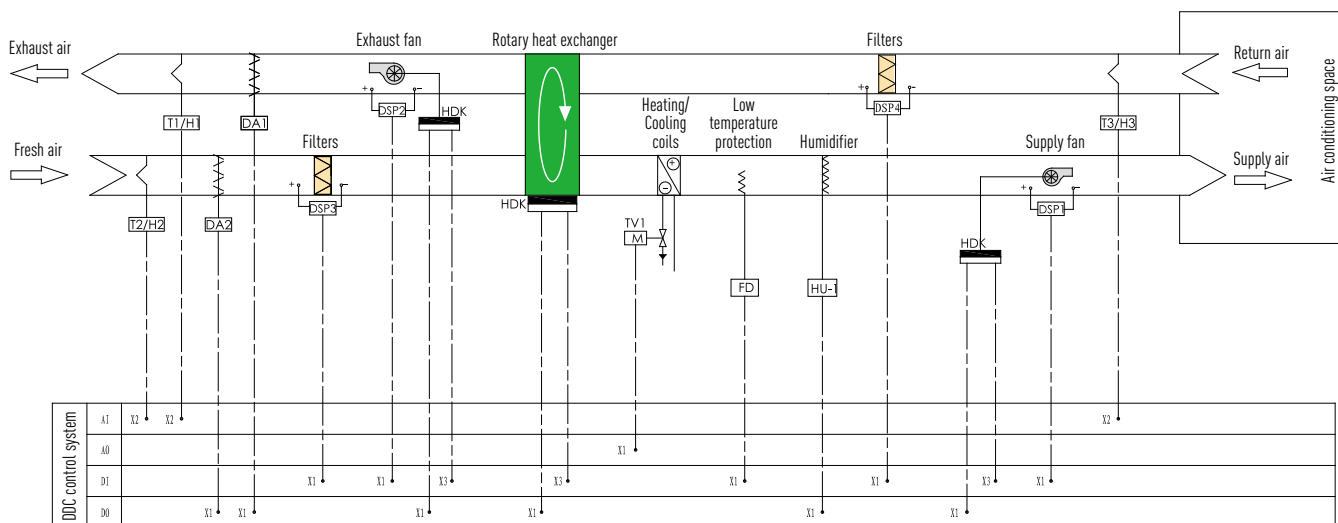 Exhaust air
Exhaust fan
Rotary heat exchanger
Filters
Return air
Air conditioning space
+
−
DSP2
HDK
+
−
DSP4
T1/H1
DA1
T3/H3
Heating/
Cooling
coils
Low
temperature
protection
Humidifier
Fresh air
Filters
Supply fan
Supply air
+
−
DSP3
+
−
+
−
DSP1
T2/H2
DA2
HDK
TV1
M
HDK
FD
HU-1
DDC control system
AI X2 X2 X2
AO X1
DI X1 X1 X3 X3 X1 X1 X3 X1
DO X1 X1 X1 X1 X1 X1